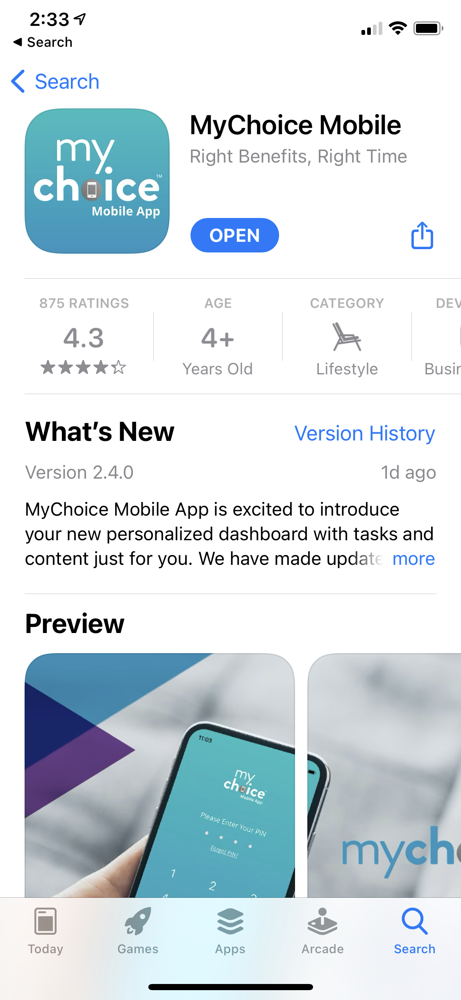 2:33
Search
Search
my
choice™
Mobile App
MyChoice Mobile
Right Benefits, Right Time
OPEN
875 RATINGS
AGE
CATEGORY
4.3
4+
Years Old
Lifestyle
What's New
Version History
Version 2.4.0
1d ago
MyChoice Mobile App is excited to introduce
your new personalized dashboard with tasks and
content just for you. We have made update more
Preview
11:03
my
choice
Mobile App
Please Enter Your PIN
Forgot PIN?
1
2
mych
Today
Games
Apps
Arcade
Search